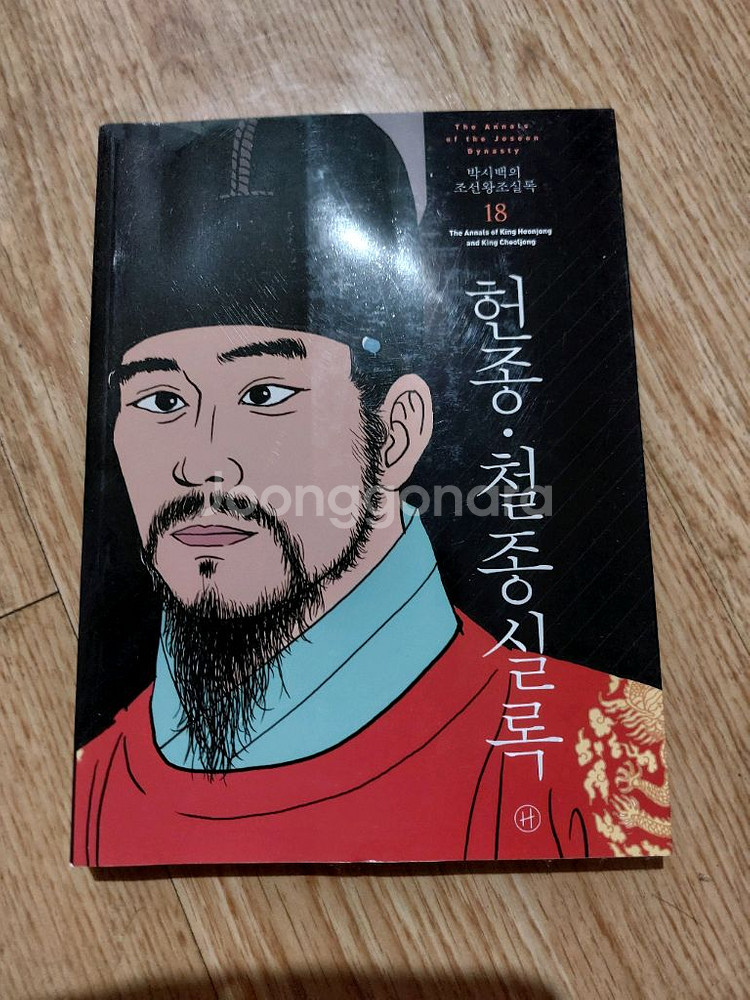 The Annals
of the Joseon
Dynasty
박시백의
조선왕조실록
18
The Annals of King Heonjong
and King Cheoljong
헌종·철종실록
H
Joonggonara